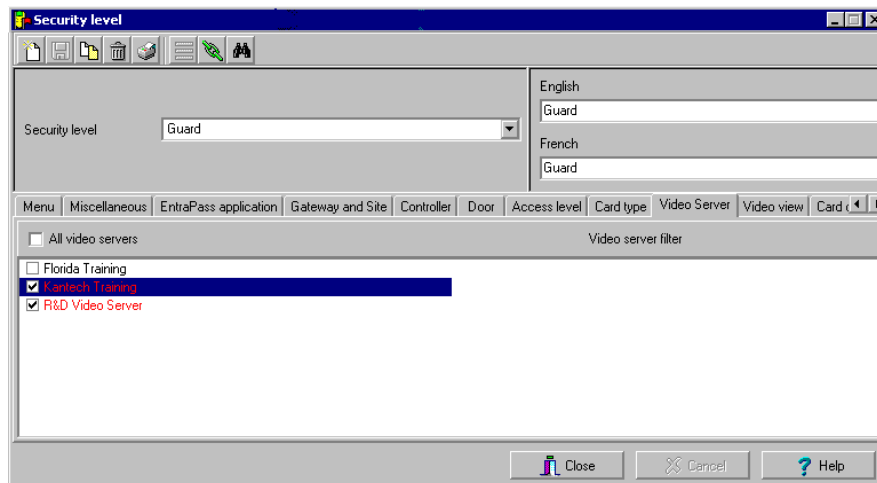 Security level
English
Guard
Security level Guard
French
Guard
Menu Miscellaneous EntraPass application Gateway and Site Controller Door Access level Card type Video Server Video view Card
All video servers Video server filter
Florida Training
Kantech Training
R&D Video Server
Close Cancel Help